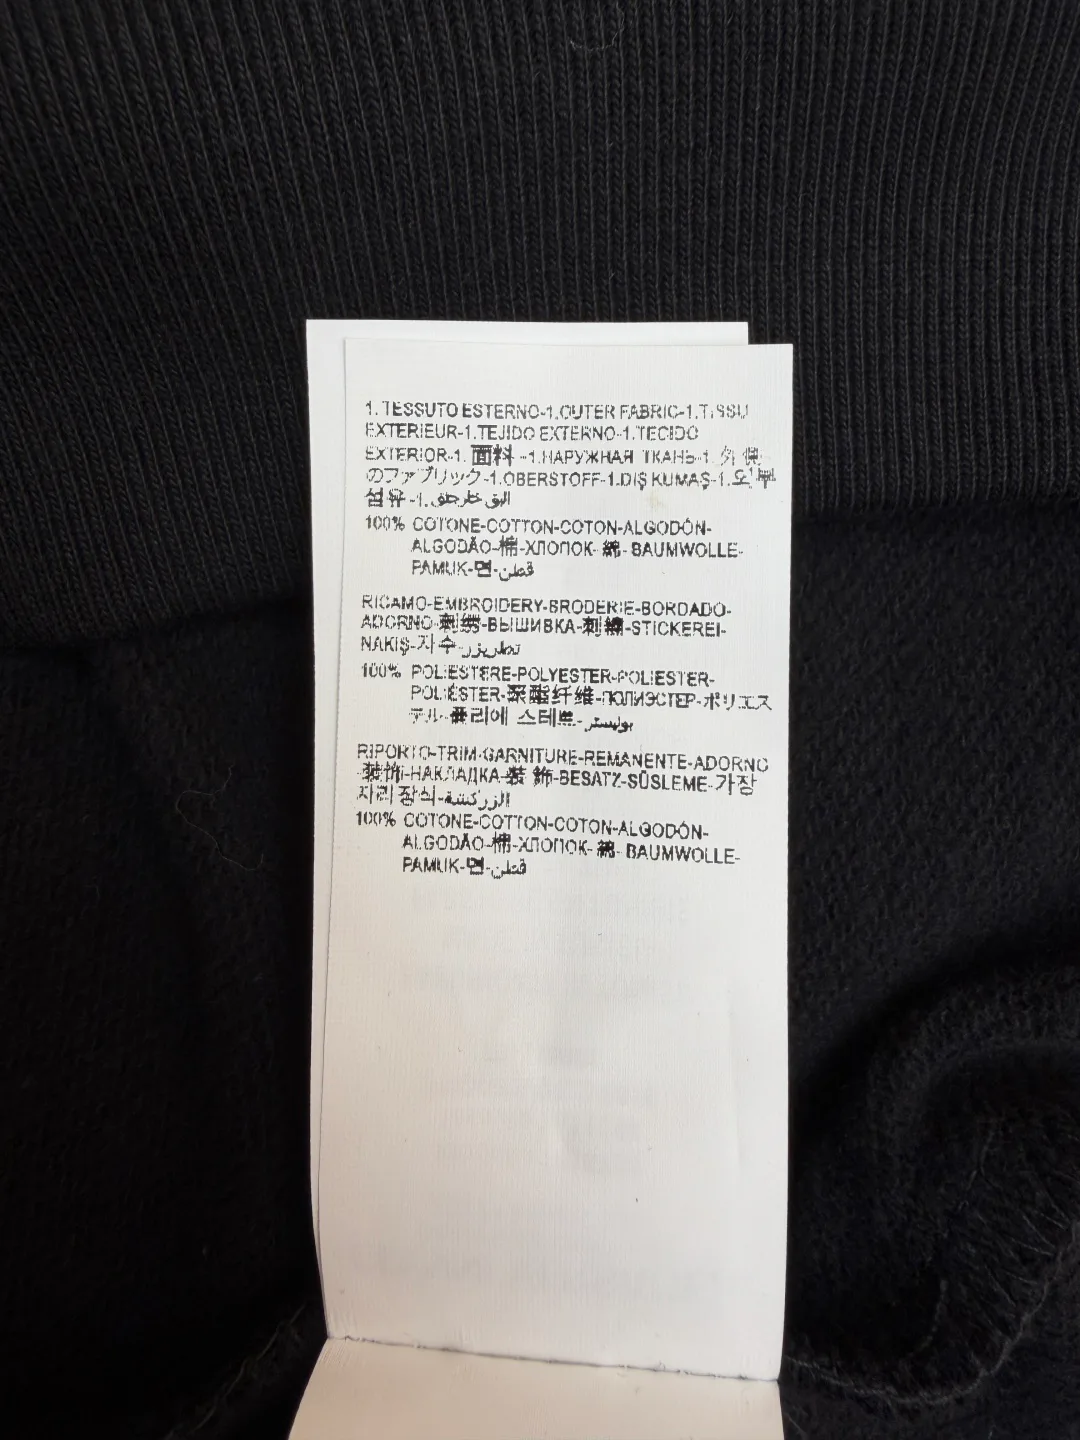 1. TESSUTO ESTERNO-1.OUTER FABRIC-1.TISSU
EXTERIEUR-1.TEJIDO EXTERNO-1.TECIDO
EXTERIOR-1. 面料 -1.НАРУЖНАЯ ТКАНЬ-1. 外側
のファブリック-1.OBERSTOFF-1.DIŞ KUMAŞ-1.외부
섬유-1.
100% COTONE-COTTON-COTON-ALGODÓN-
ALGODÃO-棉-ХЛОПОК-綿-BAUMWOLLE-
PAMUK-면-قطن
RICAMO-EMBROIDERY-BRODERIE-BORDADO-
ADORNO-刺绣-ВЫШИВКА-刺繍-STICKEREI-
NAKIŞ-자수-تطريز
100% POLIESTERE-POLYESTER-POLIESTER-
POLIÉSTER-聚酯纤维-ПОЛИЭСТЕР-ポリエス
テル-폴리에스테르-بوليستر
RIPORTO-TRIM-GARNITURE-REMANENTE-ADORNO
-装饰-НАКЛАДКА-装飾-BESATZ-SÜSLEME-가장
자리 장식-الزركشة
100% COTONE-COTTON-COTON-ALGODÓN-
ALGODÃO-棉-ХЛОПОК-綿-BAUMWOLLE-
PAMUK-면-قطن